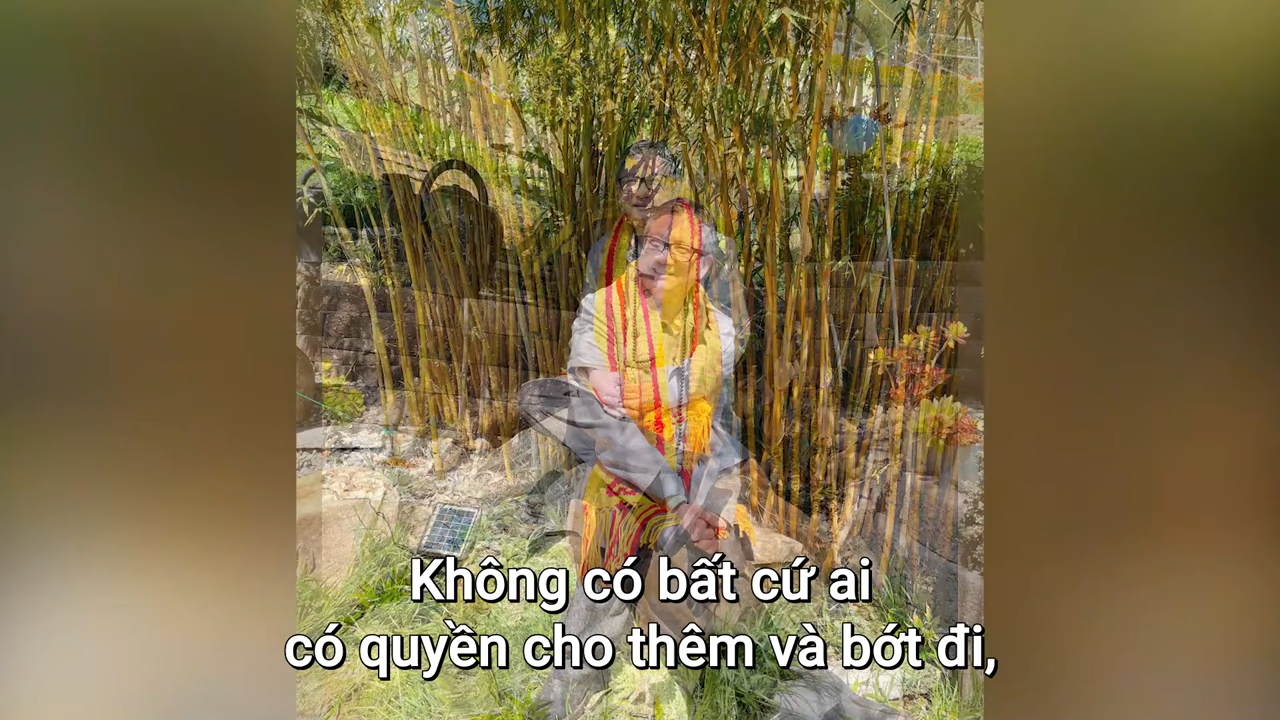 Không có bất cứ ai
có quyền cho thêm và bớt đi,